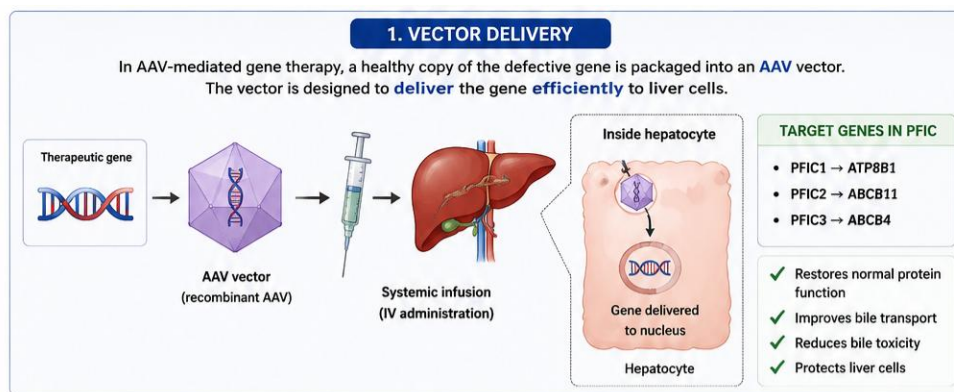 1. VECTOR DELIVERY
In AAV-mediated gene therapy, a healthy copy of the defective gene is packaged into an AAV vector.
The vector is designed to deliver the gene efficiently to liver cells.
Therapeutic gene
AAV vector
(recombinant AAV)
Systemic infusion
(IV administration)
Inside hepatocyte
Gene delivered
to nucleus
Hepatocyte
TARGET GENES IN PFIC
• PFIC1 → ATP8B1
• PFIC2 → ABCB11
• PFIC3 → ABCB4
✓ Restores normal protein
function
✓ Improves bile transport
✓ Reduces bile toxicity
✓ Protects liver cells